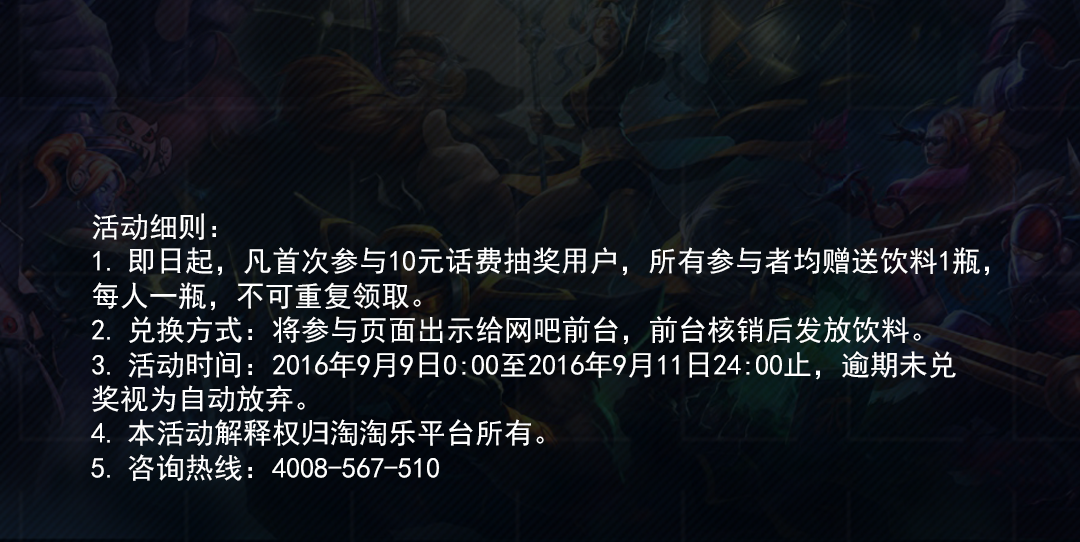 活动细则：
1. 即日起，凡首次参与10元话费抽奖用户，所有参与者均赠送饮料1瓶，
每人一瓶，不可重复领取。
2. 兑换方式：将参与页面出示给网吧前台，前台核销后发放饮料。
3. 活动时间：2016年9月9日0:00至2016年9月11日24:00止，逾期未兑
奖视为自动放弃。
4. 本活动解释权归淘淘乐平台所有。
5. 咨询热线：4008-567-510